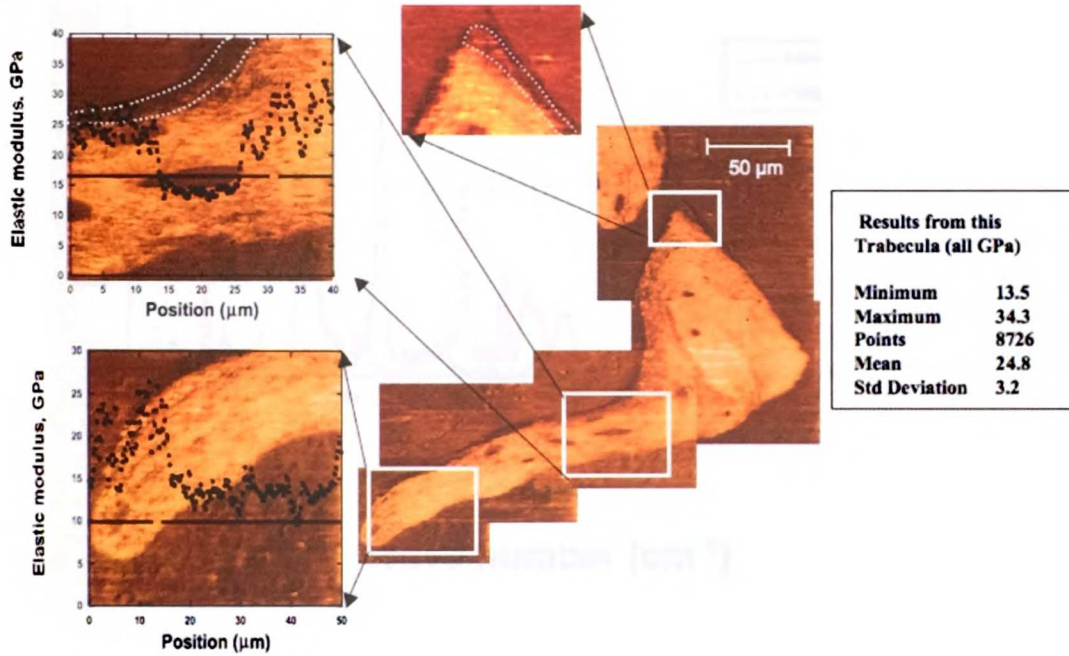 Elastic modulus. GPa
40
35
30
25
20
15
10
5
0
0 5 10 15 20 25 30 35 40
Position (μm)
Elastic modulus, GPa
30
25
20
15
10
5
0
0 10 20 30 40 50
Position (μm)
50 μm
Results from this
Trabecula (all GPa)
Minimum 13.5
Maximum 34.3
Points 8726
Mean 24.8
Std Deviation 3.2